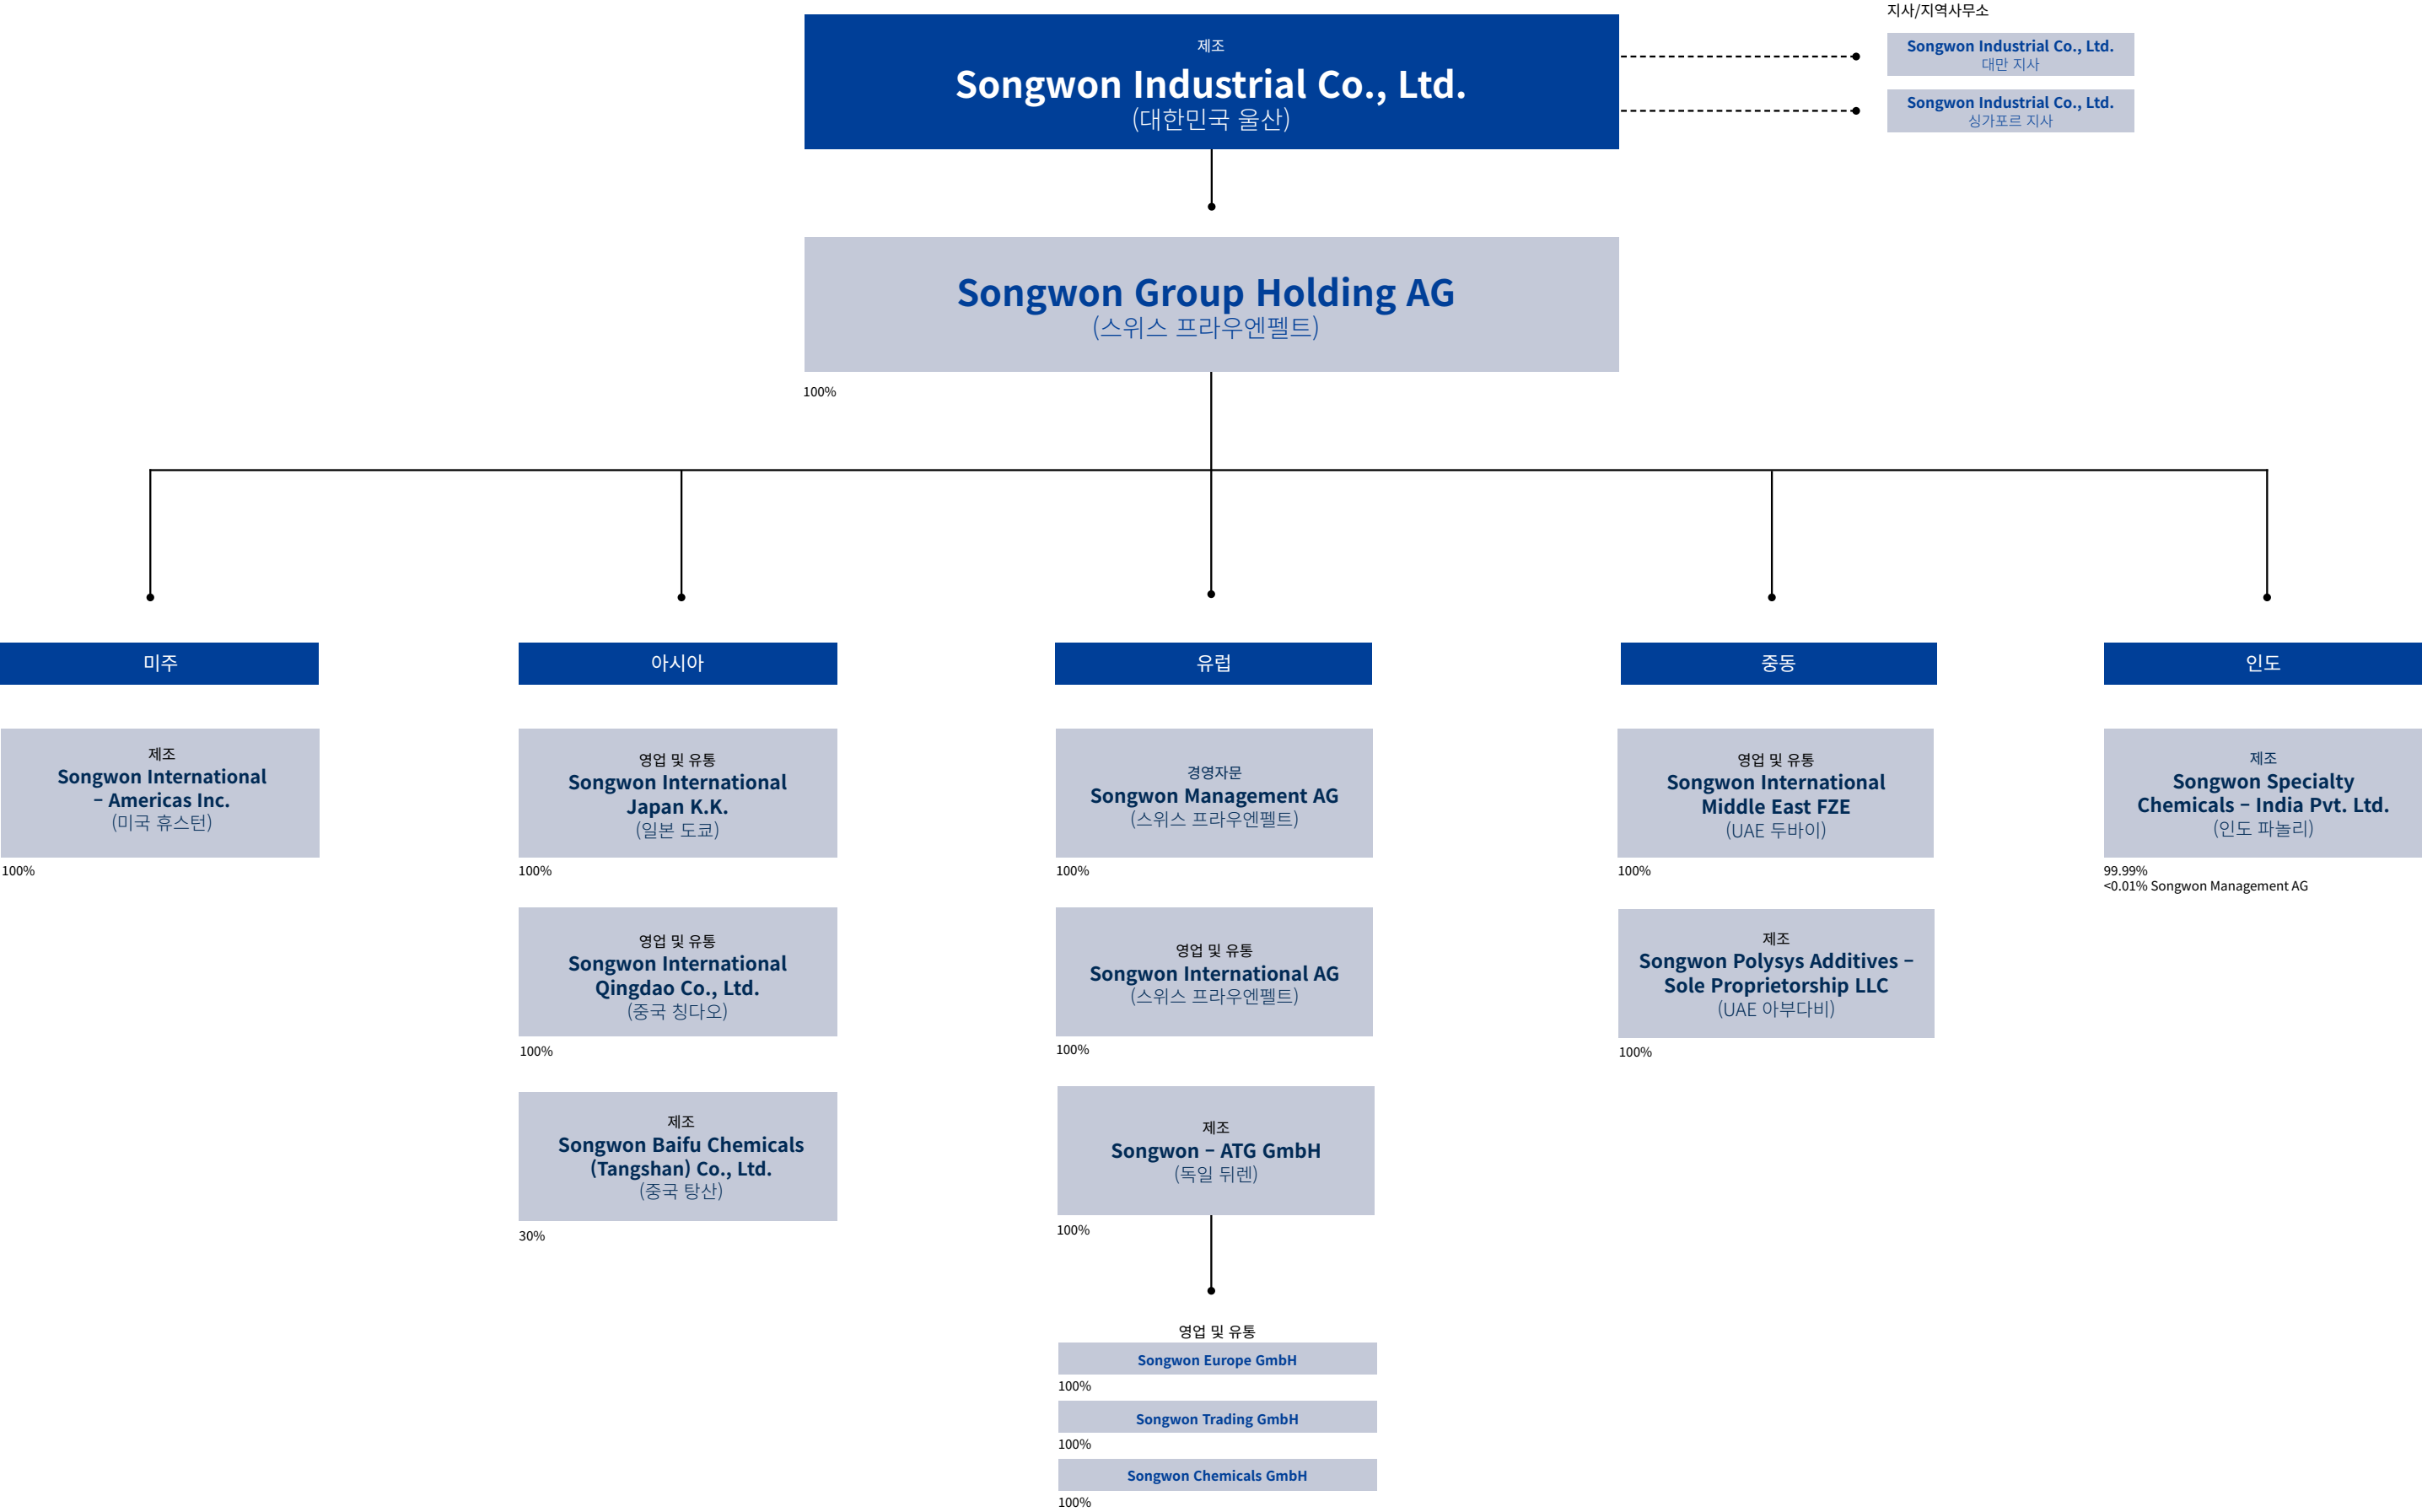 제조
Songwon Industrial Co., Ltd.
(대한민국 울산)
지사/지역사무소
Songwon Industrial Co., Ltd.
대만 지사
Songwon Industrial Co., Ltd.
싱가포르 지사
Songwon Group Holding AG
(스위스 프라우엔펠트)
100%
미주
제조
Songwon International
– Americas Inc.
(미국 휴스턴)
100%
아시아
영업 및 유통
Songwon International
Japan K.K.
(일본 도쿄)
100%
영업 및 유통
Songwon International
Qingdao Co., Ltd.
(중국 칭다오)
100%
제조
Songwon Baifu Chemicals
(Tangshan) Co., Ltd.
(중국 탕산)
30%
유럽
경영자문
Songwon Management AG
(스위스 프라우엔펠트)
100%
영업 및 유통
Songwon International AG
(스위스 프라우엔펠트)
100%
제조
Songwon – ATG GmbH
(독일 뒤렌)
100%
영업 및 유통
Songwon Europe GmbH
100%
Songwon Trading GmbH
100%
Songwon Chemicals GmbH
100%
중동
영업 및 유통
Songwon International
Middle East FZE
(UAE 두바이)
100%
제조
Songwon Polysys Additives –
Sole Proprietorship LLC
(UAE 아부다비)
100%
인도
제조
Songwon Specialty
Chemicals – India Pvt. Ltd.
(인도 파놀리)
99.99%
<0.01% Songwon Management AG